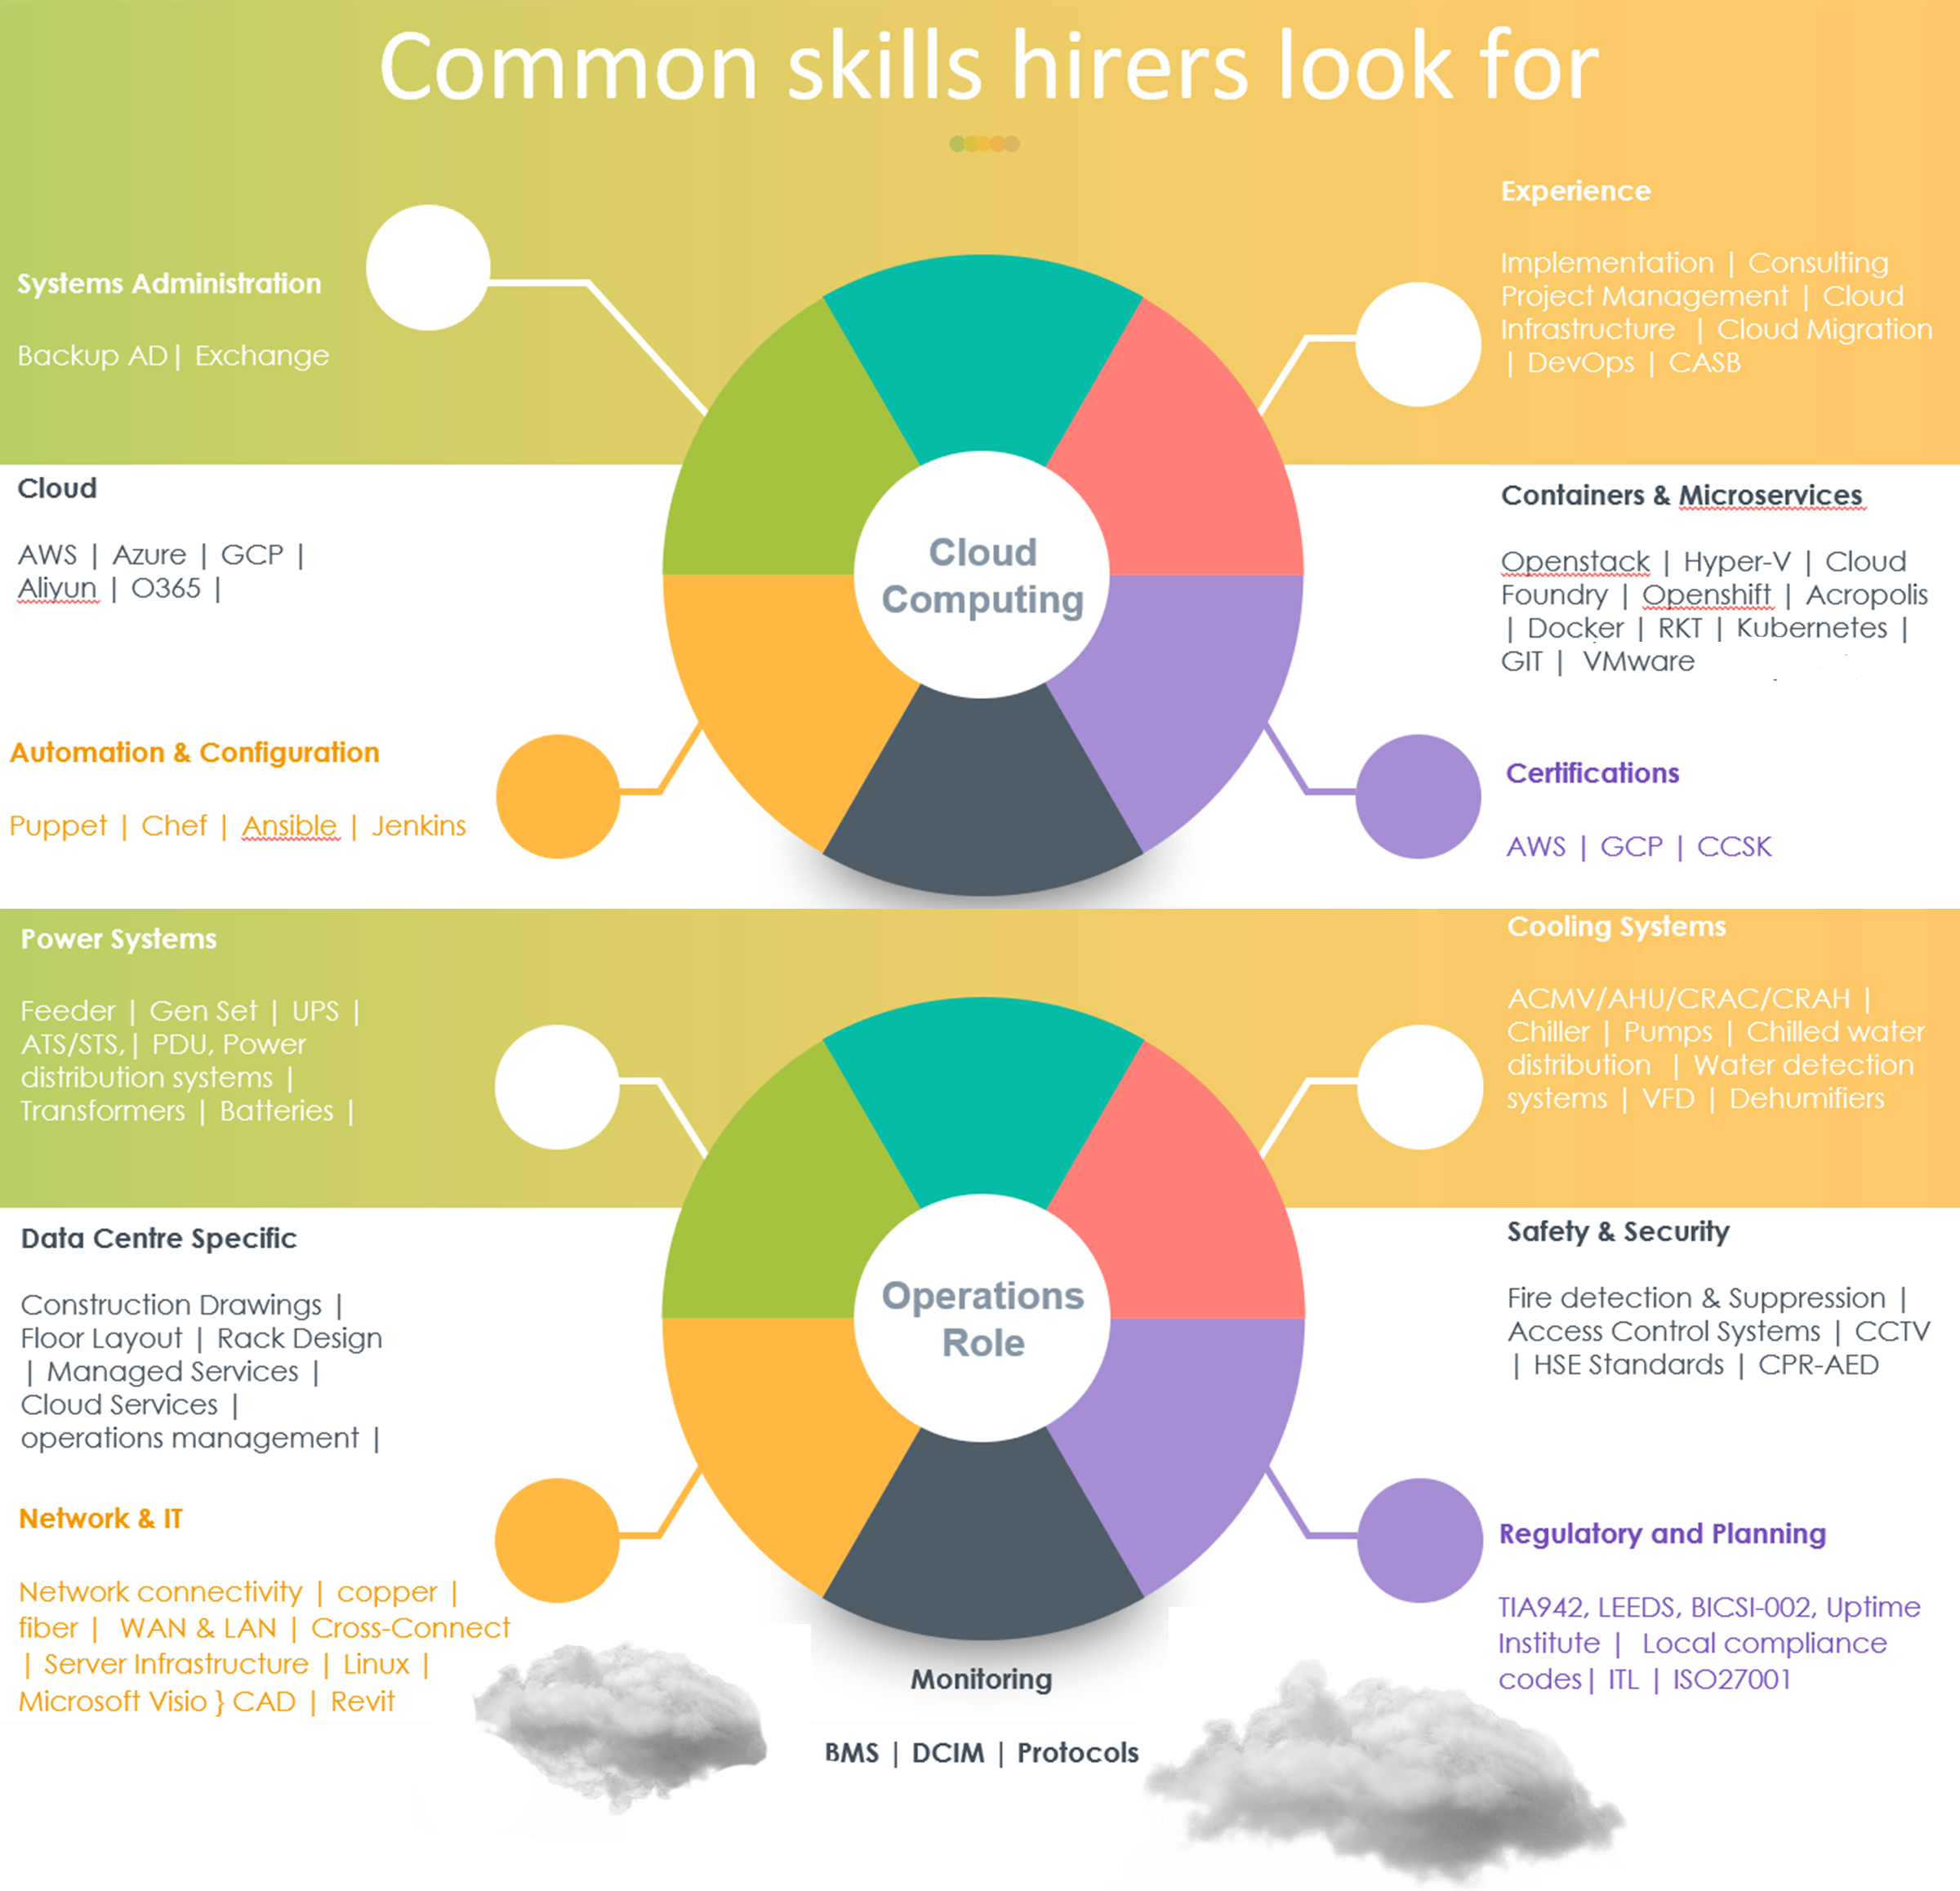 Common skills hirers look for
Systems Administration
Backup AD| Exchange
Experience
Implementation | Consulting
Project Management | Cloud
Infrastructure | Cloud Migration
| DevOps | CASB
Cloud
AWS | Azure | GCP |
Aliyun | O365 |
Cloud
Computing
Containers & Microservices
Openstack | Hyper-V | Cloud
Foundry | Openshift | Acropolis
| Docker | RKT | Kubernetes |
GIT | VMware
Automation & Configuration
Puppet | Chef | Ansible | Jenkins
Certifications
AWS | GCP | CCSK
Power Systems
Feeder | Gen Set | UPS |
ATS/STS,| PDU, Power
distribution systems |
Transformers | Batteries |
Cooling Systems
ACMV/AHU/CRAC/CRAH |
Chiller | Pumps | Chilled water
distribution | Water detection
systems | VFD | Dehumifiers
Data Centre Specific
Construction Drawings |
Floor Layout | Rack Design
| Managed Services |
Cloud Services |
operations management |
Operations
Role
Safety & Security
Fire detection & Suppression |
Access Control Systems | CCTV
| HSE Standards | CPR-AED
Network & IT
Network connectivity | copper |
fiber | WAN & LAN | Cross-Connect
| Server Infrastructure | Linux |
Microsoft Visio } CAD | Revit
Regulatory and Planning
TIA942, LEEDS, BICSI-002, Uptime
Institute | Local compliance
codes| ITL | ISO27001
Monitoring
BMS | DCIM | Protocols